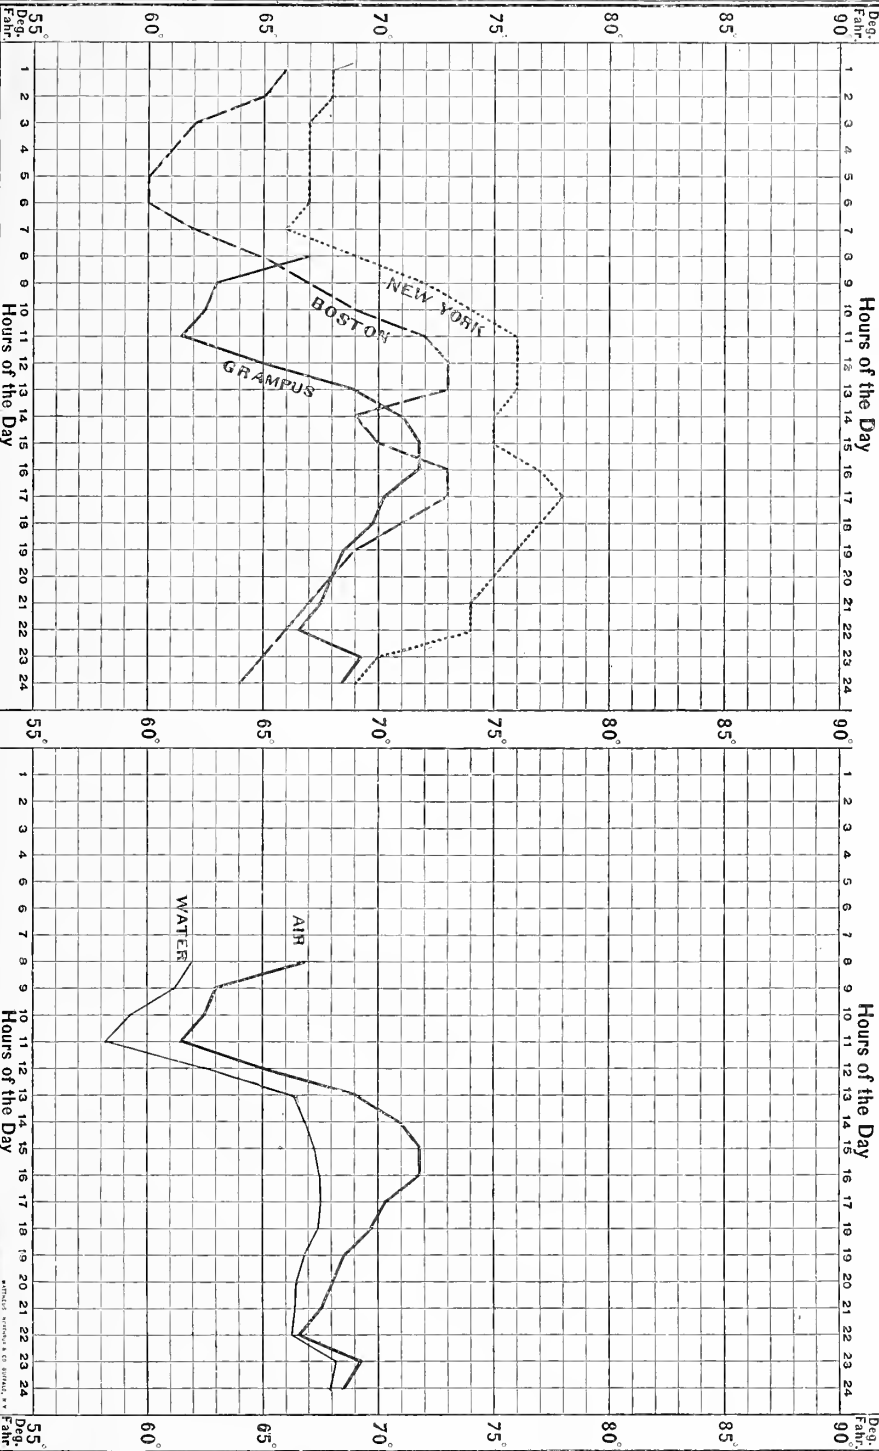 Hours of the Day
Hours of the Day
Deg. Fahr.
1 2 3 4 5 6 7 8 9 10 11 12 13 14 15 16 17 18 19 20 21 22 23 24
1 2 3 4 5 6 7 8 9 10 11 12 13 14 15 16 17 18 19 20 21 22 23 24
90° 90° 90°
85° 85° 85°
80° 80° 80°
75° 75° 75°
NEW YORK
70° 70° 70°
BOSTON
AIR
65° 65° 65°
GRAMPUS
WATER
60° 60° 60°
55° 55° 55°
Deg. Fahr.
Deg. Fahr.
1 2 3 4 5 6 7 8 9 10 11 12 13 14 15 16 17 18 19 20 21 22 23 24
1 2 3 4 5 6 7 8 9 10 11 12 13 14 15 16 17 18 19 20 21 22 23 24
Hours of the Day
Hours of the Day